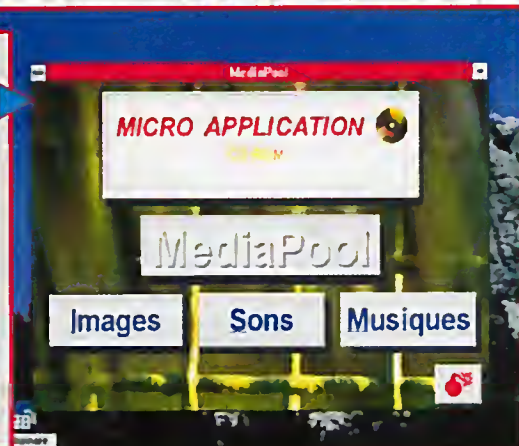 MediaPool
MICRO APPLICATION
MediaPool
Images
Sons
Musiques